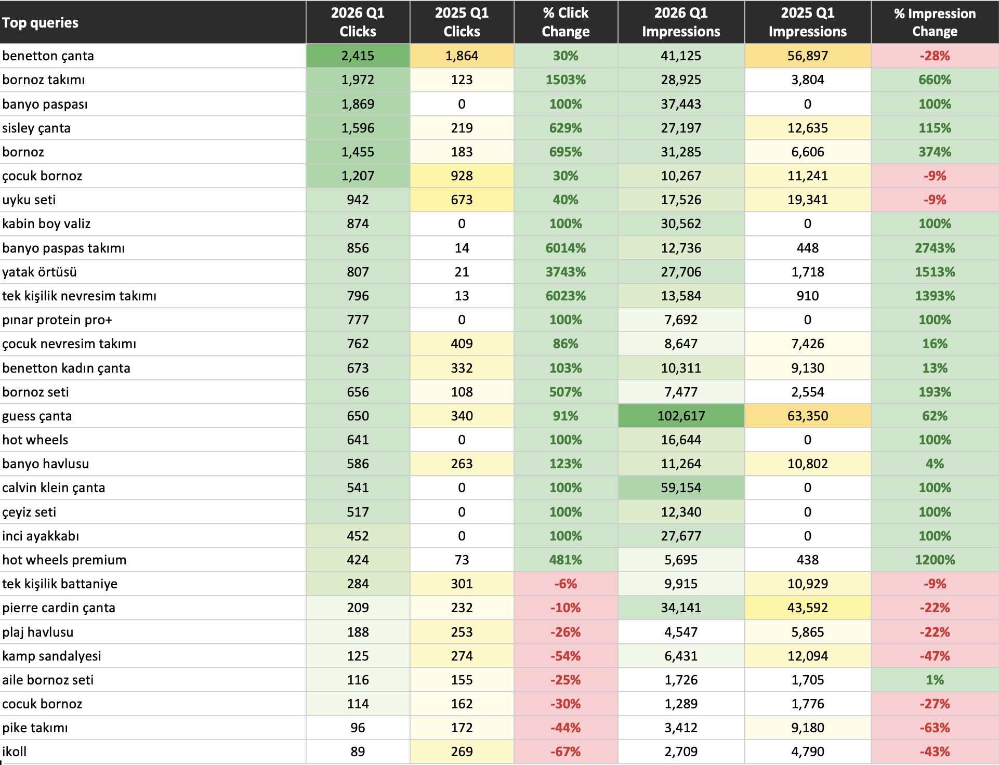 Top queries 2026 Q1 Clicks 2025 Q1 Clicks % Click Change 2026 Q1 Impressions 2025 Q1 Impressions % Impression Change
benetton çanta 2,415 1,864 30% 41,125 56,897 -28%
bornoz takımı 1,972 123 1503% 28,925 3,804 660%
banyo paspası 1,869 0 100% 37,443 0 100%
sisley çanta 1,596 219 629% 27,197 12,635 115%
bornoz 1,455 183 695% 31,285 6,606 374%
çocuk bornoz 1,207 928 30% 10,267 11,241 -9%
uyku seti 942 673 40% 17,526 19,341 -9%
kabin boy valiz 874 0 100% 30,562 0 100%
banyo paspas takımı 856 14 6014% 12,736 448 2743%
yatak örtüsü 807 21 3743% 27,706 1,718 1513%
tek kişilik nevresim takımı 796 13 6023% 13,584 910 1393%
pınar protein pro+ 777 0 100% 7,692 0 100%
çocuk nevresim takımı 762 409 86% 8,647 7,426 16%
benetton kadın çanta 673 332 103% 10,311 9,130 13%
bornoz seti 656 108 507% 7,477 2,554 193%
guess çanta 650 340 91% 102,617 63,350 62%
hot wheels 641 0 100% 16,644 0 100%
banyo havlusu 586 263 123% 11,264 10,802 4%
calvin klein çanta 541 0 100% 59,154 0 100%
çeyiz seti 517 0 100% 12,340 0 100%
inci ayakkabı 452 0 100% 27,677 0 100%
hot wheels premium 424 73 481% 5,695 438 1200%
tek kişilik battaniye 284 301 -6% 9,915 10,929 -9%
pierre cardin çanta 209 232 -10% 34,141 43,592 -22%
plaj havlusu 188 253 -26% 4,547 5,865 -22%
kamp sandalyesi 125 274 -54% 6,431 12,094 -47%
aile bornoz seti 116 155 -25% 1,726 1,705 1%
cocuk bornoz 114 162 -30% 1,289 1,776 -27%
pike takımı 96 172 -44% 3,412 9,180 -63%
ikoll 89 269 -67% 2,709 4,790 -43%